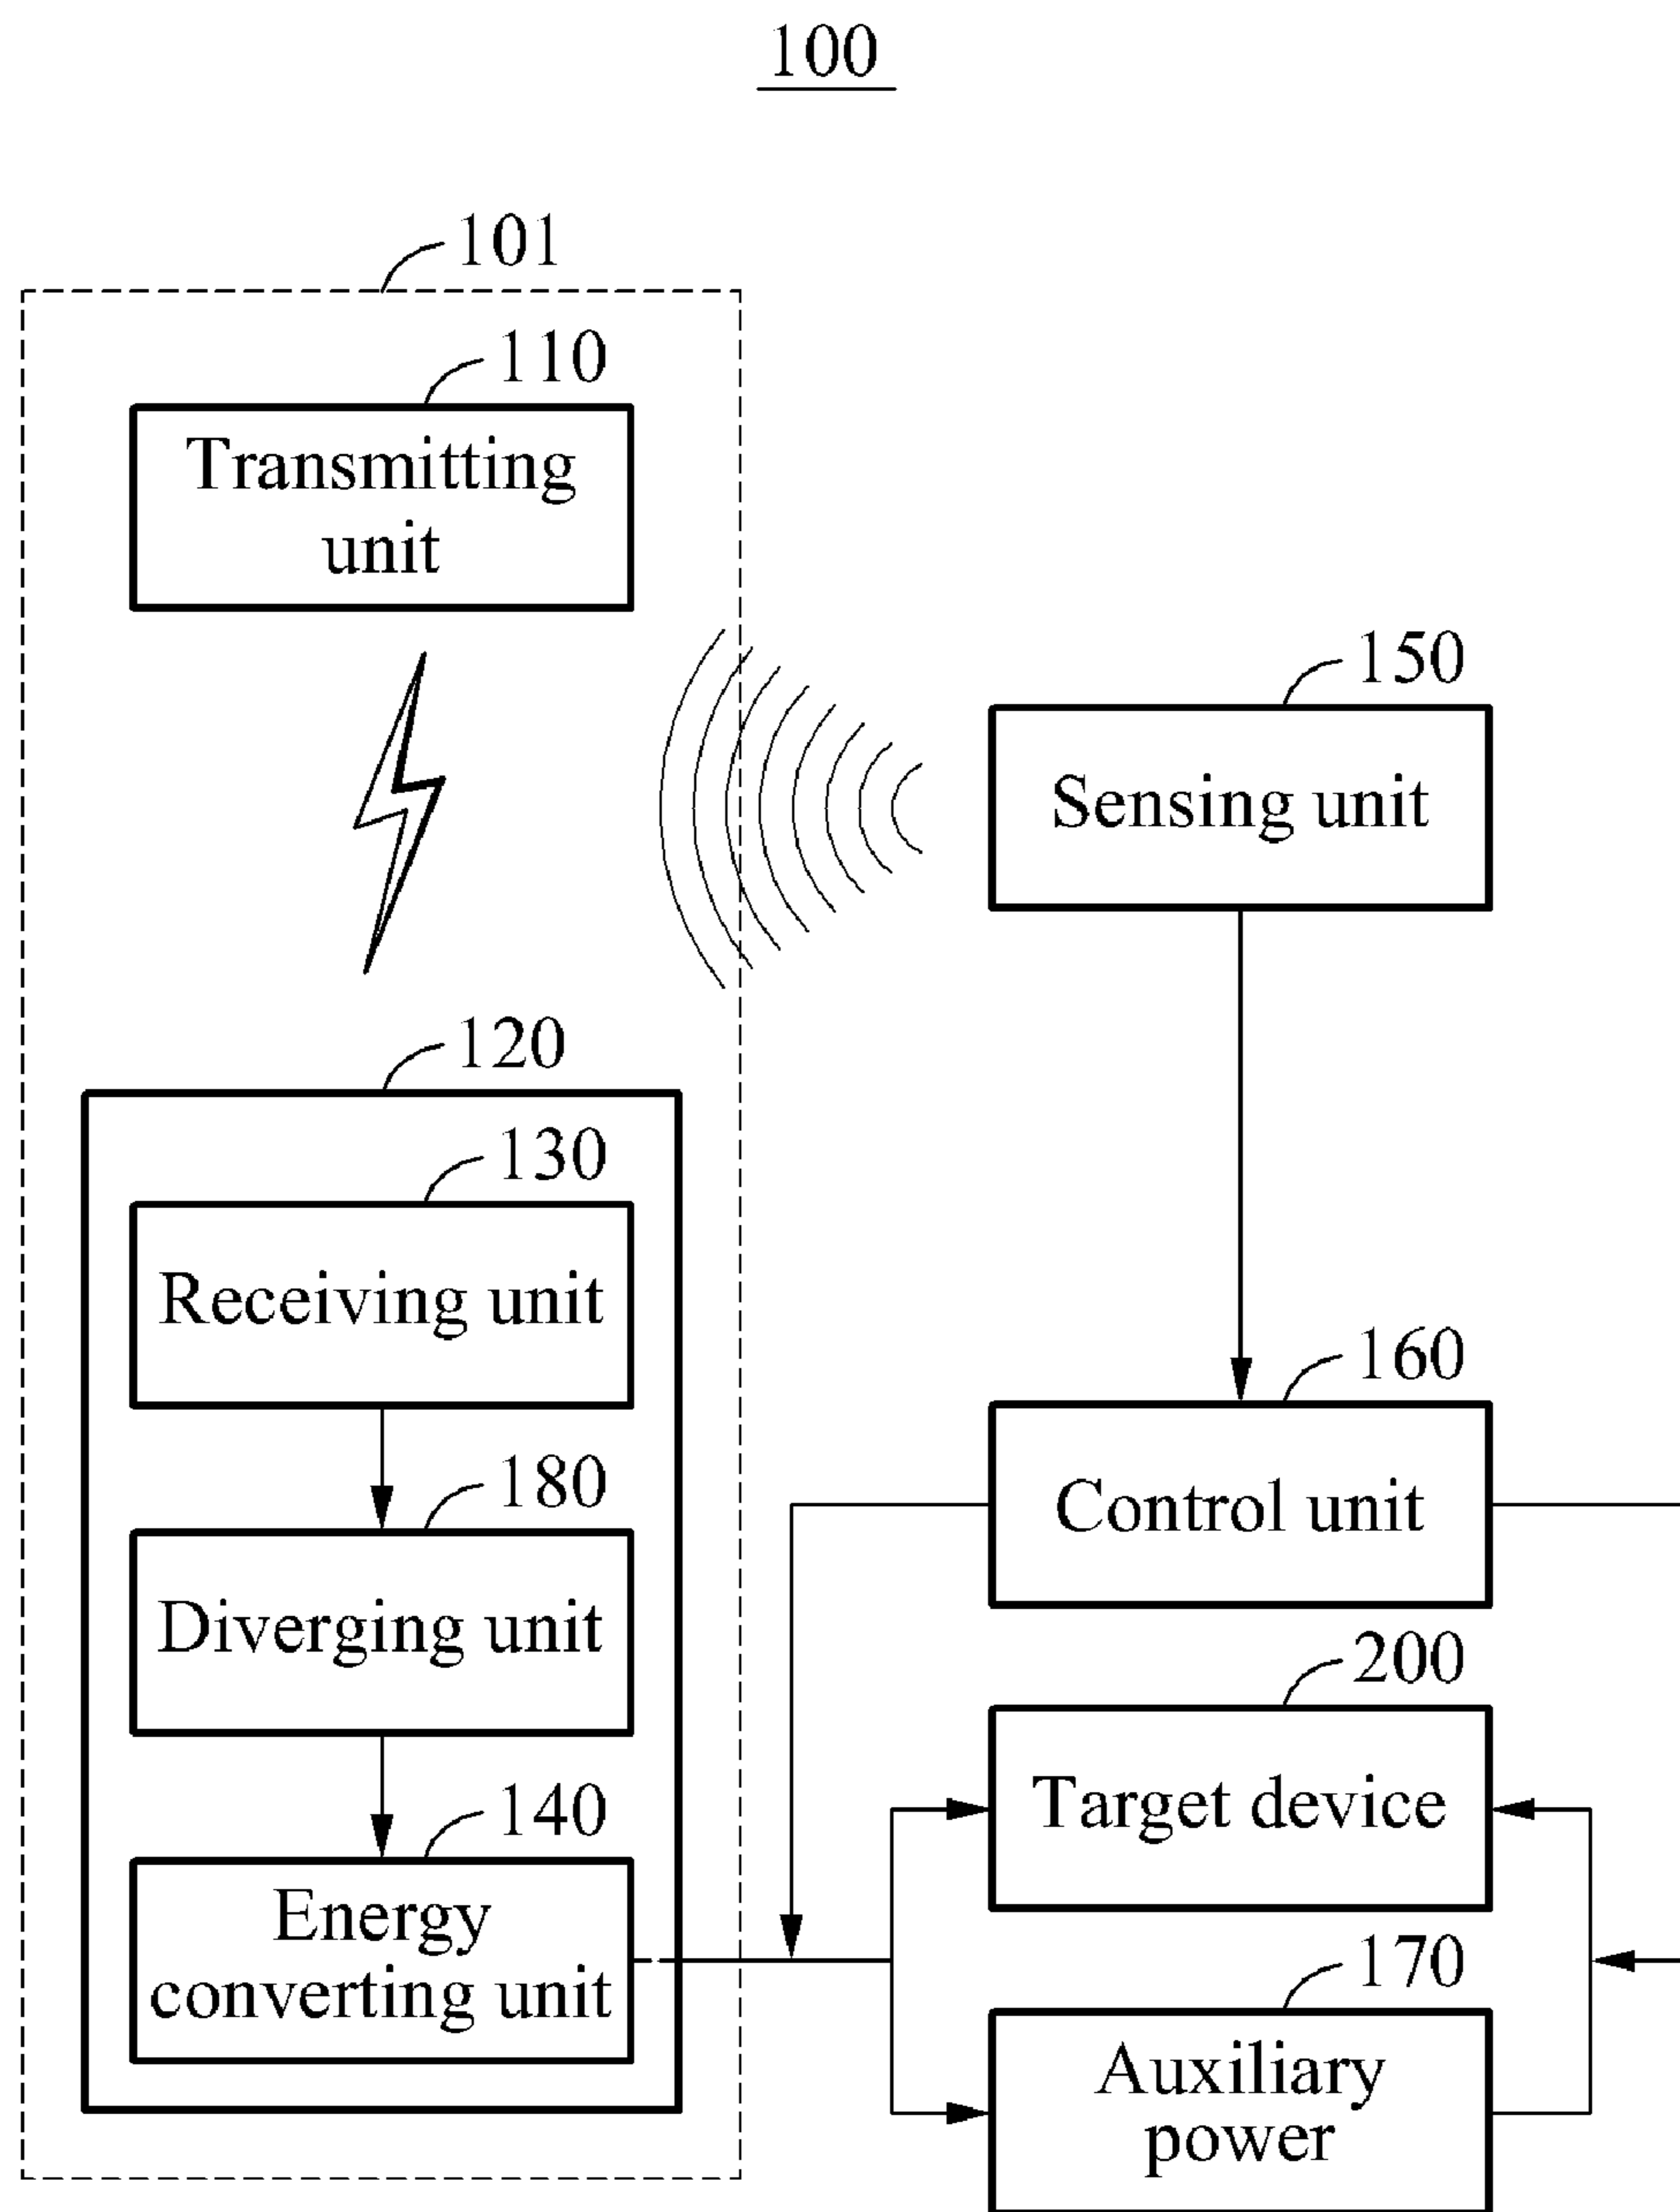 100
101
110
Transmitting
unit
150
Sensing unit
120
130
Receiving unit
160
Control unit
180
Diverging unit
200
Target device
140
Energy
converting unit
170
Auxiliary
power